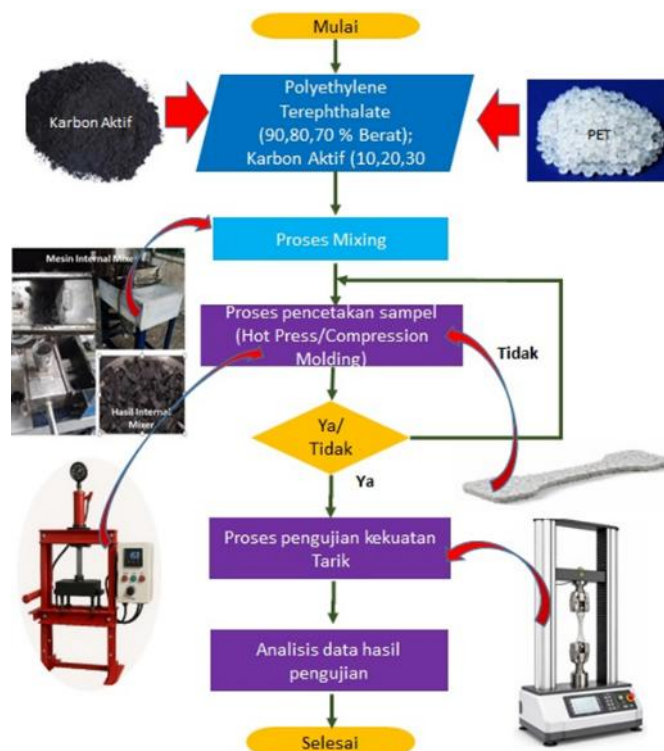 Mulai
Karbon Aktif
Polyethylene
Terephthalate
(90,80,70 % Berat);
Karbon Aktif (10,20,30
PET
Proses Mixing
Mesin Internal Mixe
Proses pencetakan sampel
(Hot Press/Compression
Molding)
Tidak
Hasil Internal
Mixer
Ya/
Tidak
Ya
Proses pengujian kekuatan
Tarik
Analisis data hasil
pengujian
Selesai